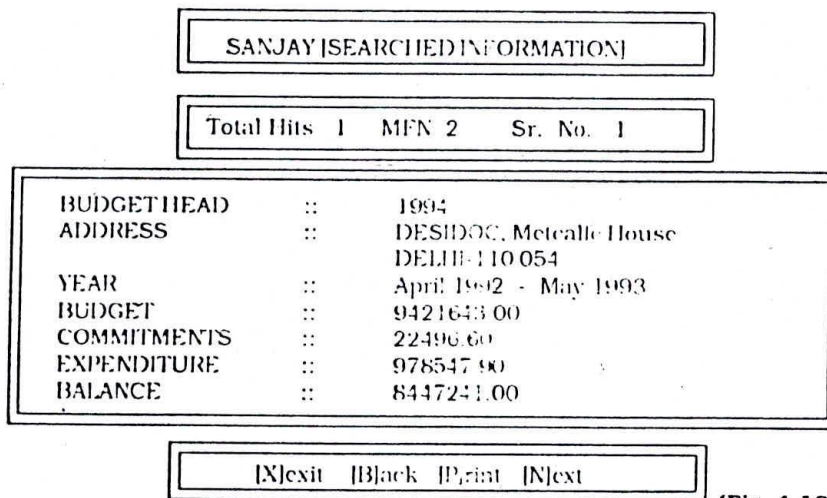 SANJAY [SEARCHED INFORMATION]
Total Hits 1 MFN 2 Sr. No. 1
BUDGET HEAD :: 1994
ADDRESS :: DESIDOC, Metcalfe House
DELHI-110 054
YEAR :: April 1992 - May 1993
BUDGET :: 9421643.00
COMMITMENTS :: 22496.60
EXPENDITURE :: 978547.90
BALANCE :: 8447241.00
[X]exit [B]ack [P]rint [N]ext